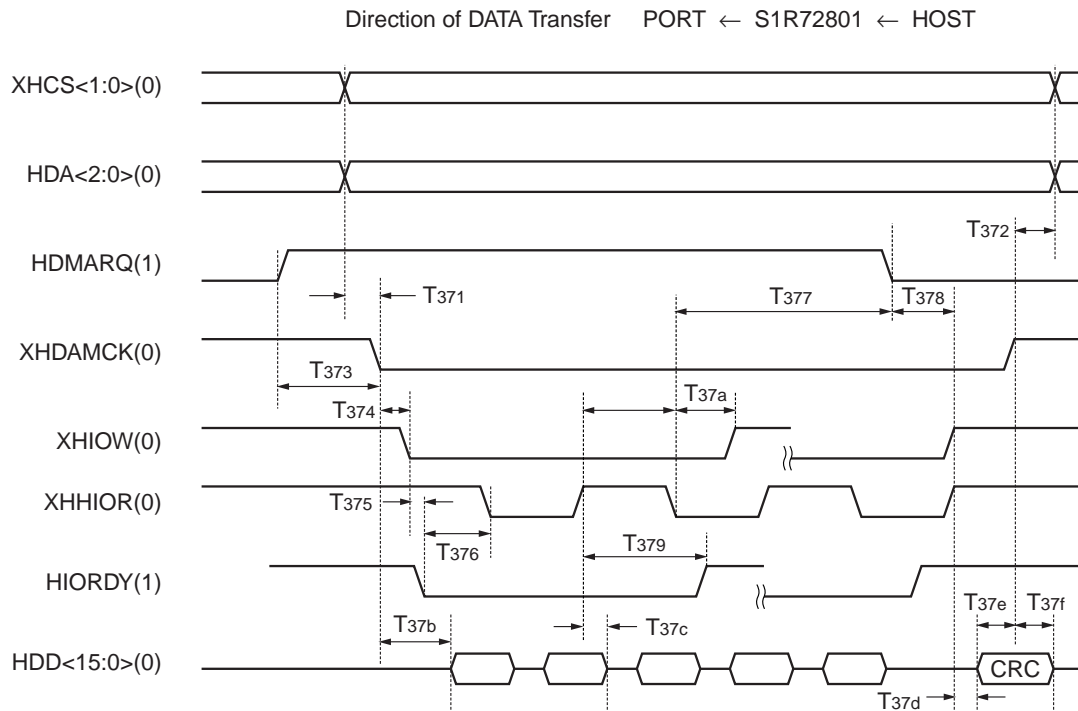 Direction of DATA Transfer PORT ← S1R72801 ← HOST
XHCS<1:0>(0)
HDA<2:0>(0)
T372
HDMARQ(1)
T371
T377
T378
XHDAMCK(0)
T373
T374
T37a
XHIOW(0)
XHHIOR(0)
T375
T376
T379
HIORDY(1)
T37b
T37c
T37e
T37f
HDD<15:0>(0)
CRC
T37d